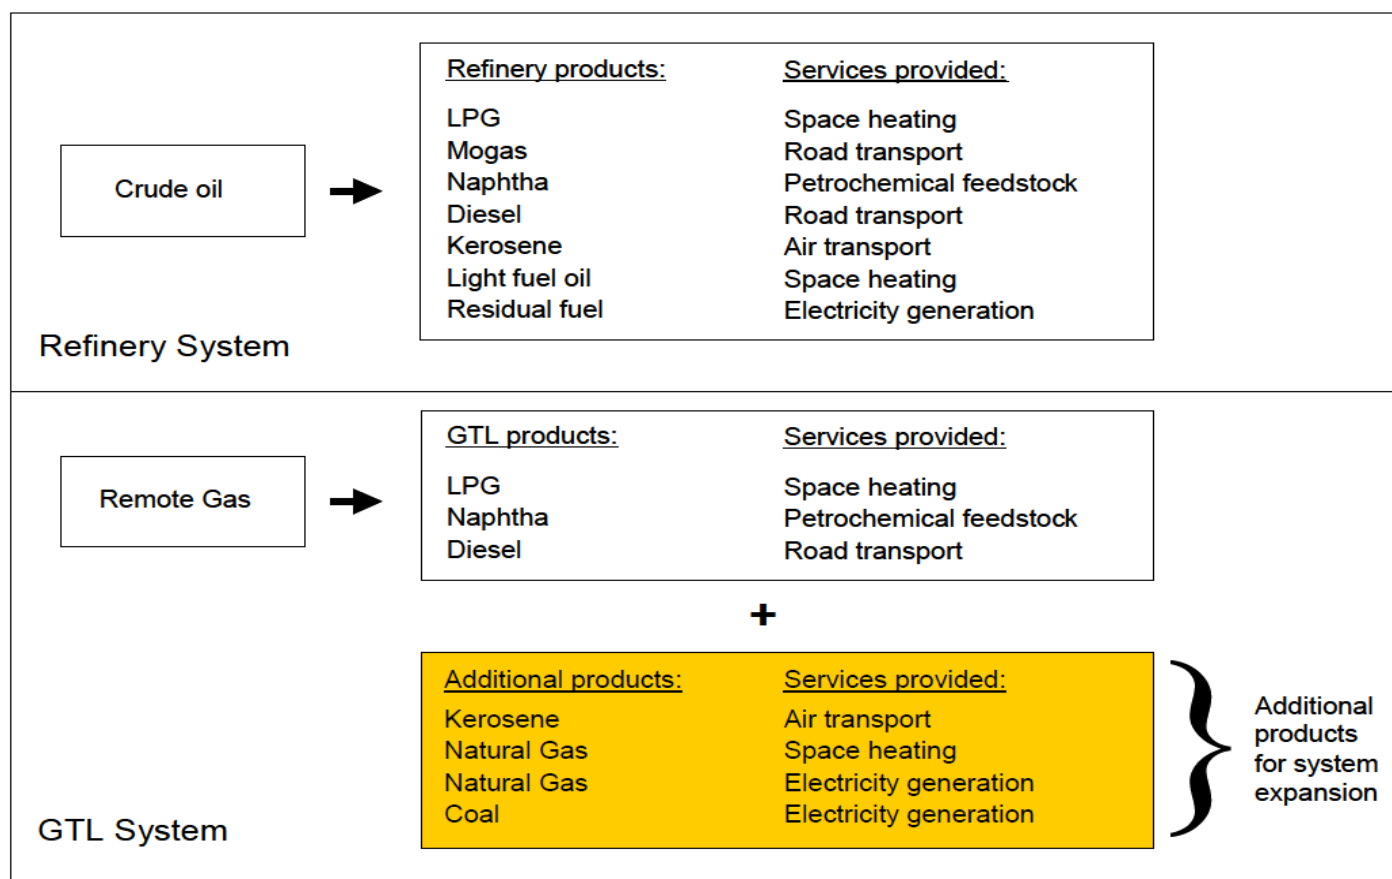 Refinery products: Services provided:
LPG Space heating
Mogas Road transport
Naphtha Petrochemical feedstock
Diesel Road transport
Kerosene Air transport
Light fuel oil Space heating
Residual fuel Electricity generation
Crude oil
Refinery System
GTL products: Services provided:
LPG Space heating
Naphtha Petrochemical feedstock
Diesel Road transport
Remote Gas
+
Additional products: Services provided:
Kerosene Air transport
Natural Gas Space heating
Natural Gas Electricity generation
Coal Electricity generation
Additional
products
for system
expansion
GTL System